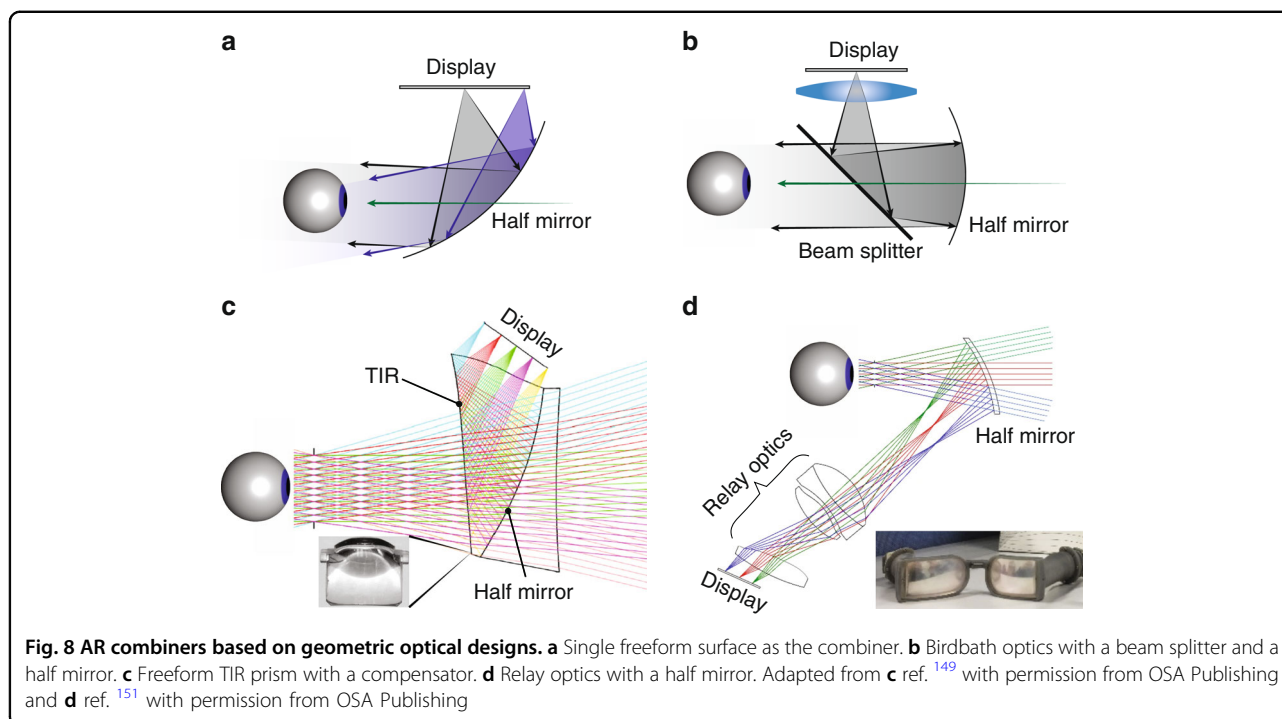 a
Display
Half mirror
b
Display
Beam splitter
Half mirror
c
Display
TIR
Half mirror
d
Half mirror
Relay optics
Display
Fig. 8 AR combiners based on geometric optical designs. a Single freeform surface as the combiner. b Birdbath optics with a beam splitter and a
half mirror. c Freeform TIR prism with a compensator. d Relay optics with a half mirror. Adapted from c ref. 149 with permission from OSA Publishing
and d ref. 151 with permission from OSA Publishing